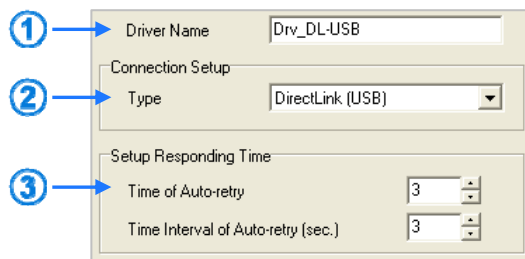 1 Driver Name Drv_DL-USB
Connection Setup
2 Type DirectLink (USB)
Setup Responding Time
3 Time of Auto-retry 3
Time Interval of Auto-retry (sec.) 3